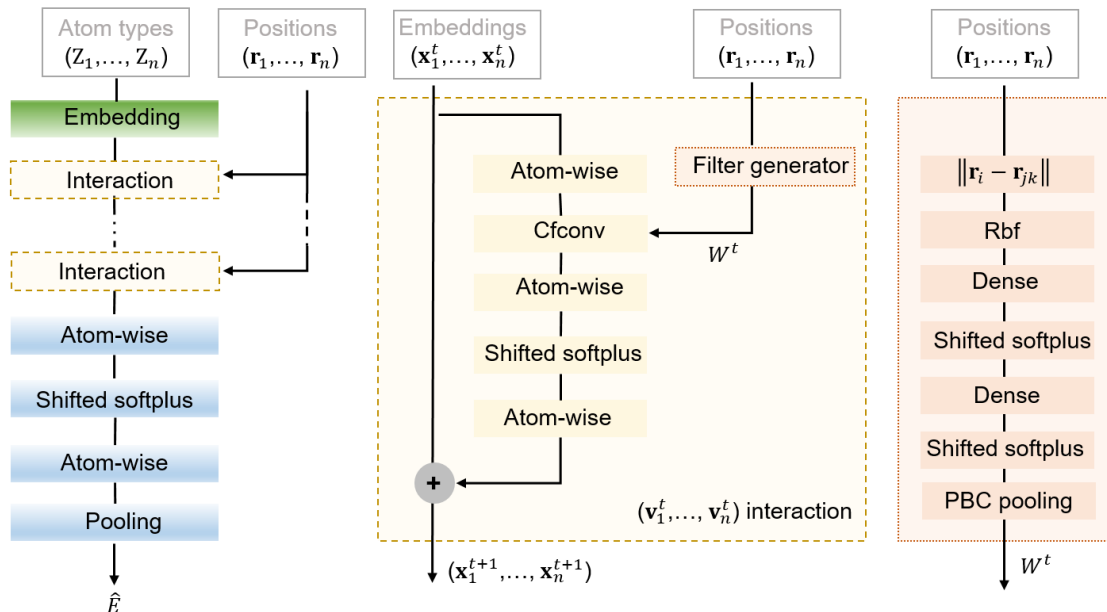 Atom types
(Z₁,…, Zₙ)
Positions
(𝐫₁,…, 𝐫ₙ)
Embedding
Interaction
Interaction
Atom-wise
Shifted softplus
Atom-wise
Pooling
Ê
Embeddings
(𝐱₁ᵗ,…, 𝐱ₙᵗ)
Positions
(𝐫₁,…, 𝐫ₙ)
Atom-wise
Filter generator
Cfconv
Wᵗ
Atom-wise
Shifted softplus
Atom-wise
+
(𝐯₁ᵗ,…, 𝐯ₙᵗ) interaction
(𝐱₁ᵗ⁺¹,…, 𝐱ₙᵗ⁺¹)
Positions
(𝐫₁,…, 𝐫ₙ)
‖𝐫ᵢ − 𝐫ⱼₖ‖
Rbf
Dense
Shifted softplus
Dense
Shifted softplus
PBC pooling
Wᵗ